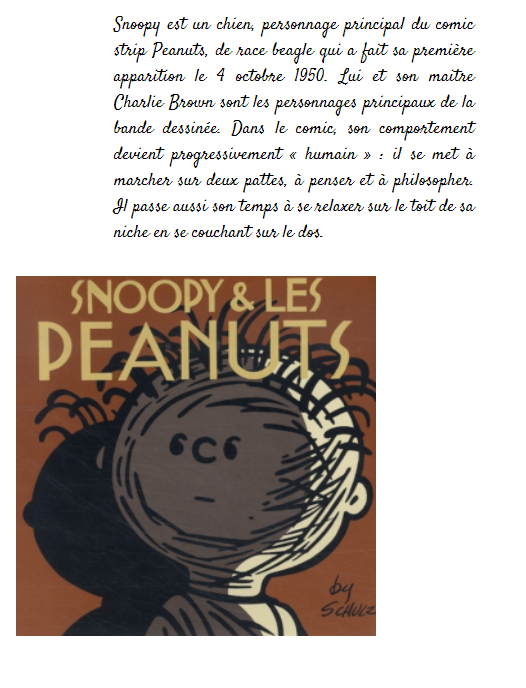 Snoopy est un chien, personnage principal du comic
strip Peanuts, de race beagle qui a fait sa première
apparition le 4 octobre 1950. Lui et son maître
Charlie Brown sont les personnages principaux de la
bande dessinée. Dans le comic, son comportement
devient progressivement « humain » : il se met à
marcher sur deux pattes, à penser et à philosopher.
Il passe aussi son temps à se relaxer sur le toit de sa
niche en se couchant sur le dos.
SNOOPY & LES
PEANUTS
by
SCHULZ